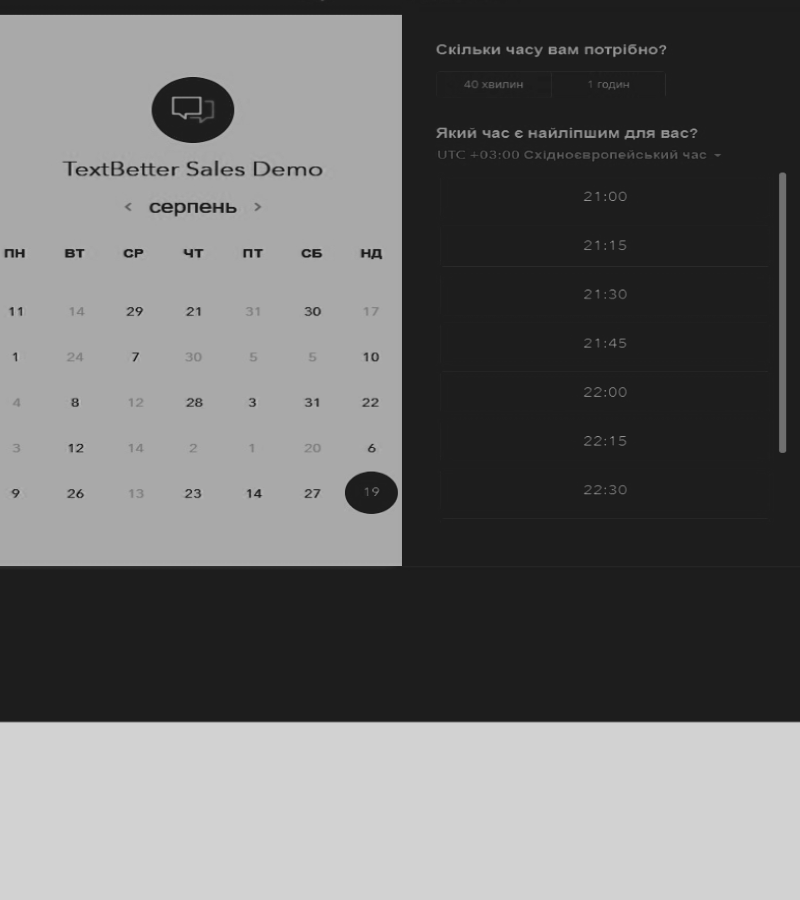 TextBetter Sales Demo
< серпень >
ПН ВТ СР ЧТ ПТ СБ НД
11 14 29 21 31 30 17
1 24 7 30 5 5 10
4 8 12 28 3 31 22
3 12 14 2 1 20 6
9 26 13 23 14 27 19
Скільки часу вам потрібно?
40 хвилин 1 годин
Який час є найліпшим для вас?
UTC +03:00 Східноєвропейський час
21:00
21:15
21:30
21:45
22:00
22:15
22:30